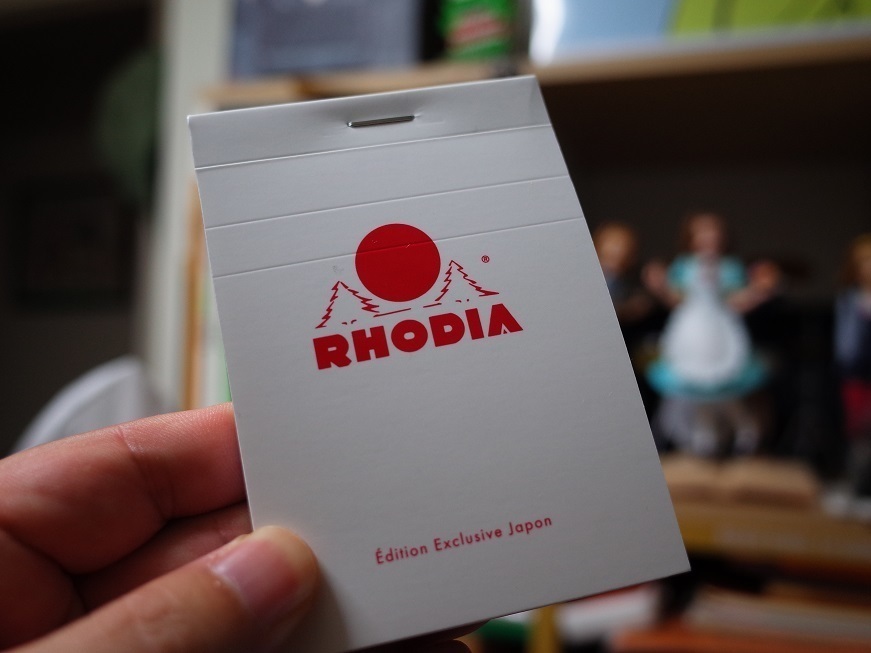 ®
RHODIA
Édition Exclusive Japon